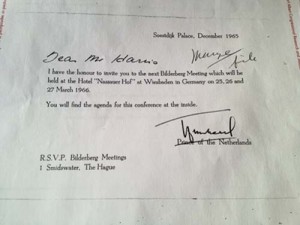 Soestdijk Palace, December 1965
Dear Mr Harris
I have the honour to invite you to the next Bilderberg Meeting which will be
held at the Hotel "Nassauer Hof" at Wiesbaden in Germany on 25, 26 and
27 March 1966.
You will find the agenda for this conference at the inside.
Prince of the Netherlands
R.S.V.P. Bilderberg Meetings
1 Smidswater, The Hague